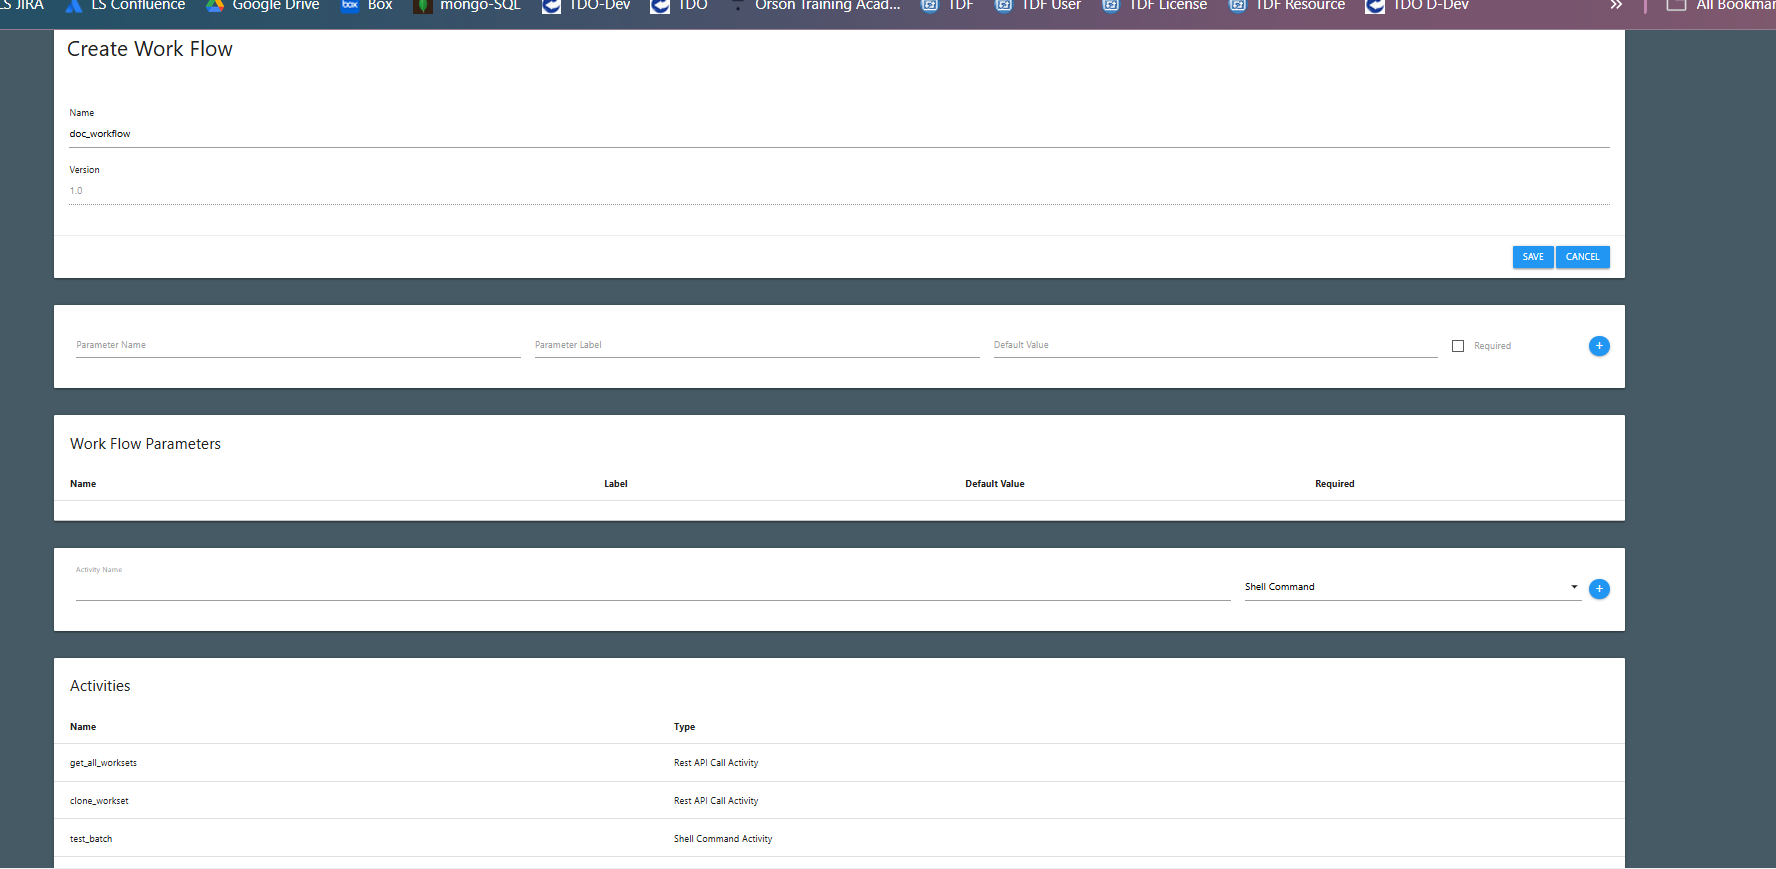 LS JIRA LS Confluence Google Drive box Box mongo-SQL TDO-Dev TDO Orson Training Acad... TDF TDF User TDF License TDF Resource TDO D-Dev » All Bookmar
Create Work Flow
Name
doc_workflow
Version
1.0
SAVE CANCEL
Parameter Name Parameter Label Default Value Required +
Work Flow Parameters
Name Label Default Value Required
Activity Name
Shell Command +
Activities
Name Type
get_all_worksets Rest API Call Activity
clone_workset Rest API Call Activity
test_batch Shell Command Activity